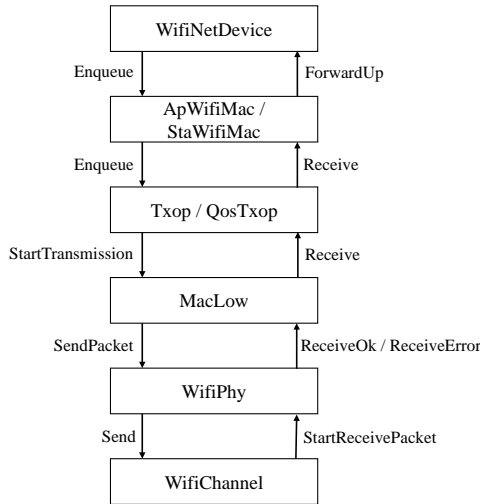 WifiNetDevice
Enqueue
ForwardUp
ApWifiMac /
StaWifiMac
Enqueue
Receive
Txop / QosTxop
StartTransmission
Receive
MacLow
SendPacket
ReceiveOk / ReceiveError
WifiPhy
Send
StartReceivePacket
WifiChannel